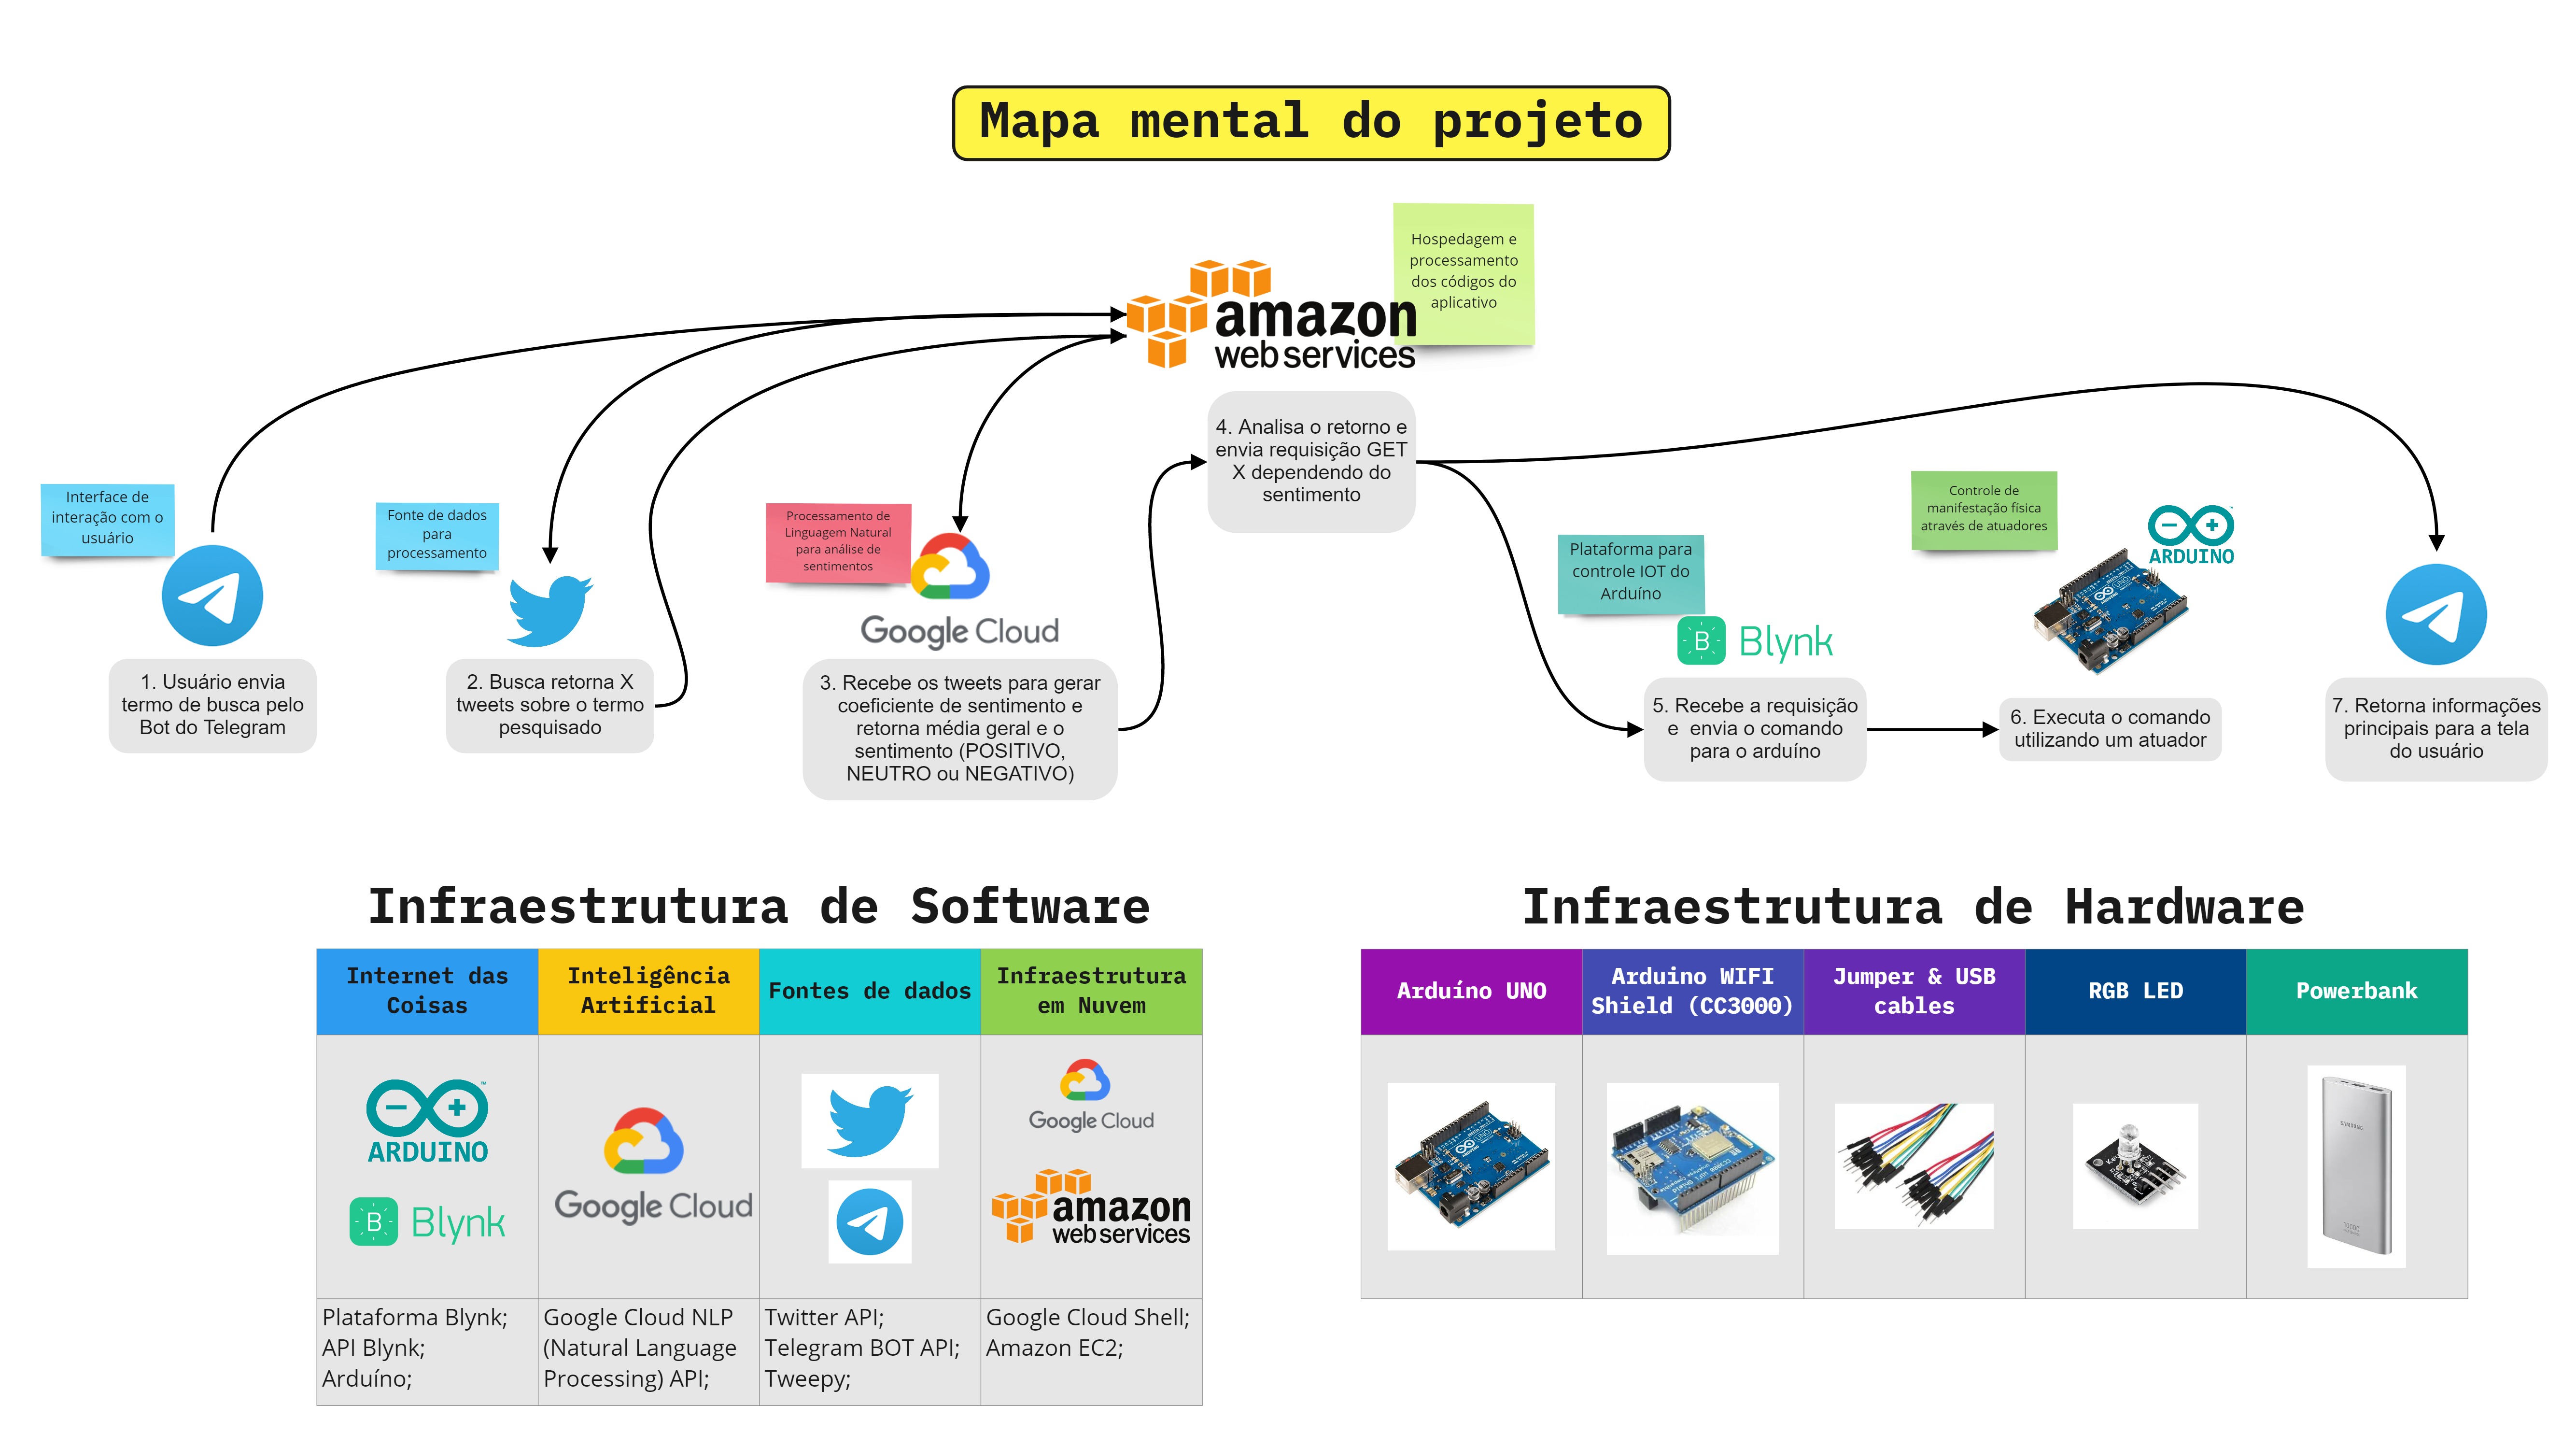 Mapa mental do projeto
Hospedagem e
processamento
dos códigos do
aplicativo
amazon
web services
4. Analisa o retorno e
envia requisição GET
X dependendo do
sentimento
Interface de
interação com o
usuário
1. Usuário envia
termo de busca pelo
Bot do Telegram
Fonte de dados
para
processamento
2. Busca retorna X
tweets sobre o termo
pesquisado
Processamento de
Linguagem Natural
para análise de
sentimentos
Google Cloud
3. Recebe os tweets para gerar
coeficiente de sentimento e
retorna média geral e o
sentimento (POSITIVO,
NEUTRO ou NEGATIVO)
Plataforma para
controle IOT do
Arduíno
B Blynk
5. Recebe a requisição
e  envia o comando
para o arduíno
Controle de
manifestação física
através de atuadores
ARDUINO
6. Executa o comando
utilizando um atuador
7. Retorna informações
principais para a tela
do usuário
Infraestrutura de Software
Internet das
Coisas
Inteligência
Artificial
Fontes de dados
Infraestrutura
em Nuvem
ARDUINO
B Blynk
Google Cloud
Google Cloud
amazon
web services
Plataforma Blynk;
API Blynk;
Arduíno;
Google Cloud NLP
(Natural Language
Processing) API;
Twitter API;
Telegram BOT API;
Tweepy;
Google Cloud Shell;
Amazon EC2;
Infraestrutura de Hardware
Arduíno UNO
Arduino WIFI
Shield (CC3000)
Jumper & USB
cables
RGB LED
Powerbank
SAMSUNG